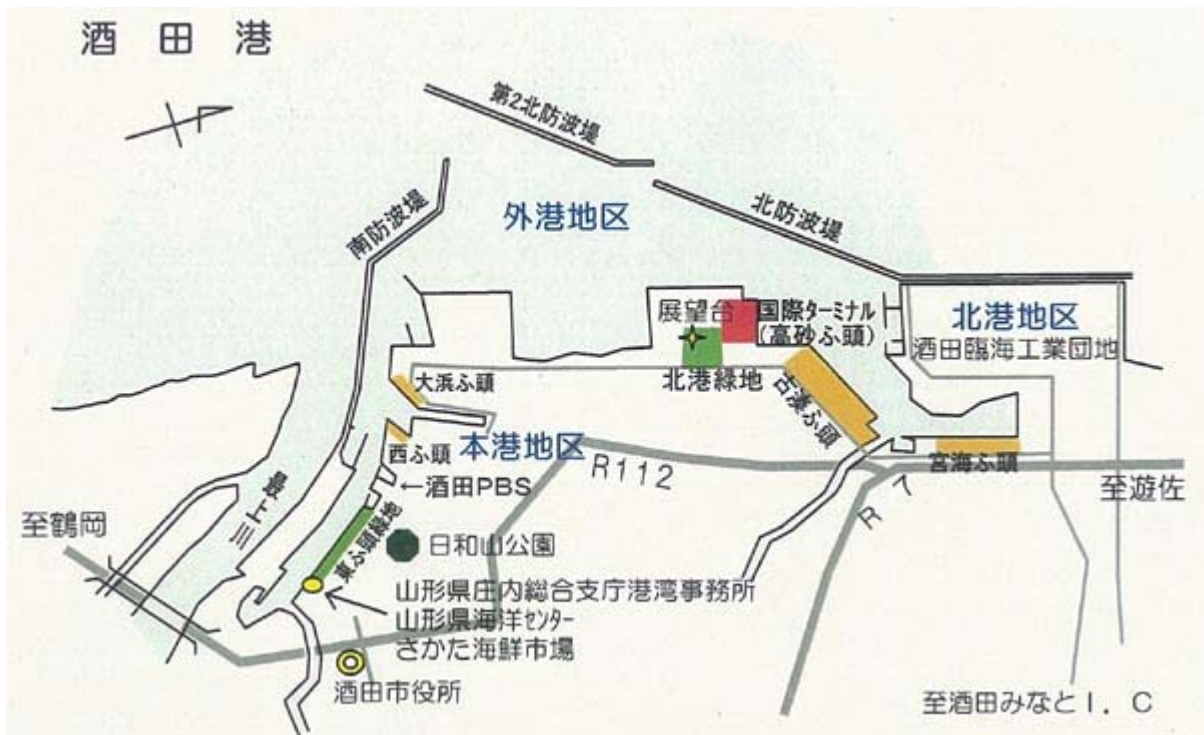 酒田港
第2北防波堤
北防波堤
南防波堤
外港地区
展望台
国際ターミナル
(高砂ふ頭)
北港地区
酒田臨海工業団地
北港緑地
古湊ふ頭
大浜ふ頭
西ふ頭
本港地区
R112
宮海ふ頭
至遊佐
R7
←酒田PBS
最上川
至鶴岡
東ふ頭緑地
日和山公園
山形県庄内総合支庁港湾事務所
山形県海洋センター
さかた海鮮市場
酒田市役所
至酒田みなとI.C